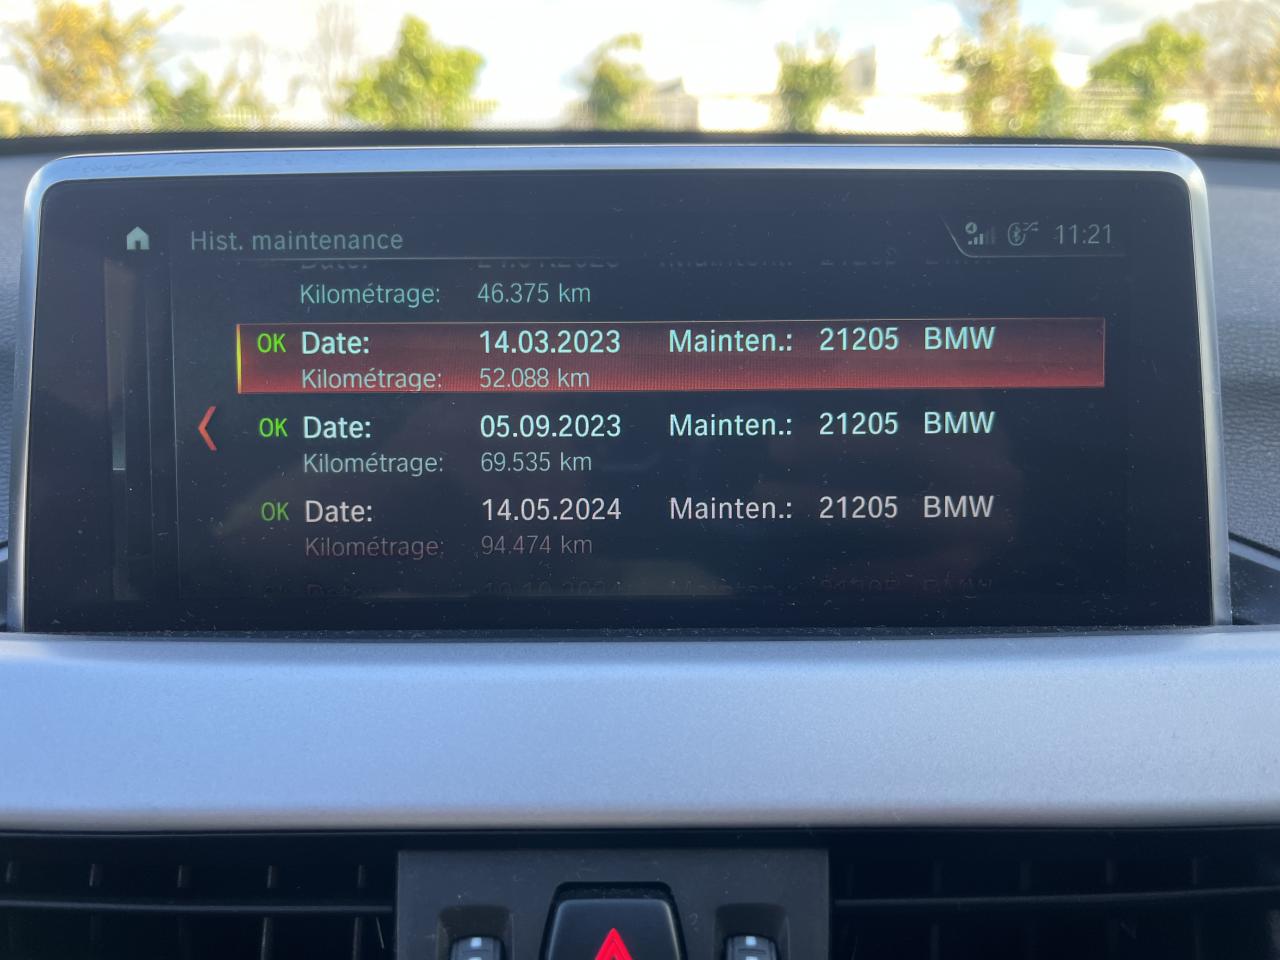 Hist. maintenance
11:21
Kilométrage: 46.375 km
OK Date: 14.03.2023 Mainten.: 21205 BMW
Kilométrage: 52.088 km
OK Date: 05.09.2023 Mainten.: 21205 BMW
Kilométrage: 69.535 km
OK Date: 14.05.2024 Mainten.: 21205 BMW
Kilométrage: 94.474 km